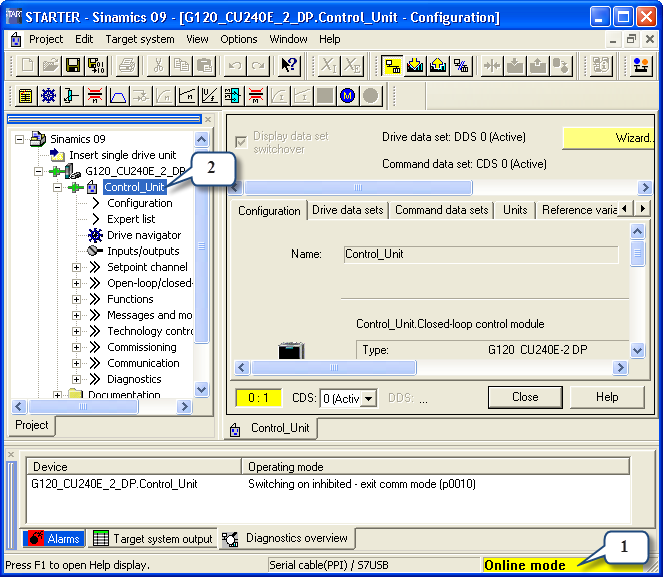 STARTER - Sinamics 09 - [G120_CU240E_2_DP.Control_Unit - Configuration]
Project Edit Target system View Options Window Help
Sinamics 09
Insert single drive unit
G120_CU240E_2_DP
Control_Unit
Configuration
Expert list
Drive navigator
Inputs/outputs
Setpoint channel
Open-loop/closed-
Functions
Messages and mo
Technology contro
Commissioning
Communication
Diagnostics
Documentation
Project
2
Display data set
switchover
Drive data set: DDS 0 (Active)
Wizard..
Command data set: CDS 0 (Active)
Configuration Drive data sets Command data sets Units Reference varia
Name: Control_Unit
Control_Unit.Closed-loop control module
Type: G120 CU240E-2 DP
0 : 1 CDS: 0 (Activ DDS: ... Close Help
Control_Unit
Device Operating mode
G120_CU240E_2_DP.Control_Unit Switching on inhibited - exit comm mode (p0010)
Alarms Target system output Diagnostics overview
1
Press F1 to open Help display. Serial cable(PPI) / S7USB Online mode